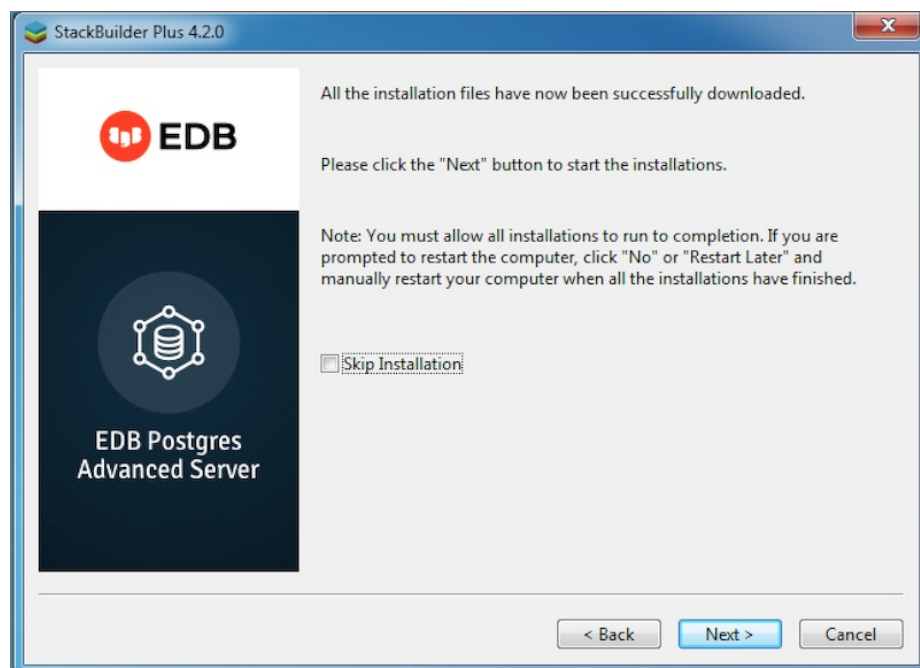 StackBuilder Plus 4.2.0
EDB
EDB Postgres
Advanced Server
All the installation files have now been successfully downloaded.
Please click the "Next" button to start the installations.
Note: You must allow all installations to run to completion. If you are
prompted to restart the computer, click "No" or "Restart Later" and
manually restart your computer when all the installations have finished.
Skip Installation
< Back
Next >
Cancel